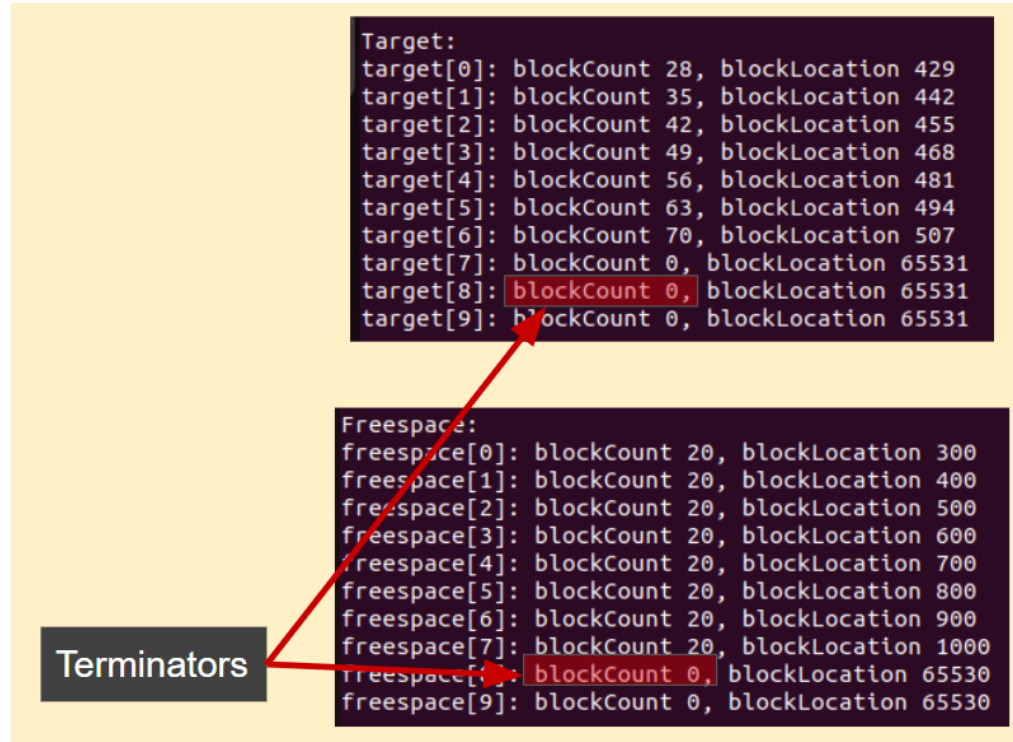 Target:
target[0]: blockCount 28, blockLocation 429
target[1]: blockCount 35, blockLocation 442
target[2]: blockCount 42, blockLocation 455
target[3]: blockCount 49, blockLocation 468
target[4]: blockCount 56, blockLocation 481
target[5]: blockCount 63, blockLocation 494
target[6]: blockCount 70, blockLocation 507
target[7]: blockCount 0, blockLocation 65531
target[8]: blockCount 0, blockLocation 65531
target[9]: blockCount 0, blockLocation 65531
Freespace:
freespace[0]: blockCount 20, blockLocation 300
freespace[1]: blockCount 20, blockLocation 400
freespace[2]: blockCount 20, blockLocation 500
freespace[3]: blockCount 20, blockLocation 600
freespace[4]: blockCount 20, blockLocation 700
freespace[5]: blockCount 20, blockLocation 800
freespace[6]: blockCount 20, blockLocation 900
freespace[7]: blockCount 20, blockLocation 1000
freespace[8]: blockCount 0, blockLocation 65530
freespace[9]: blockCount 0, blockLocation 65530
Terminators